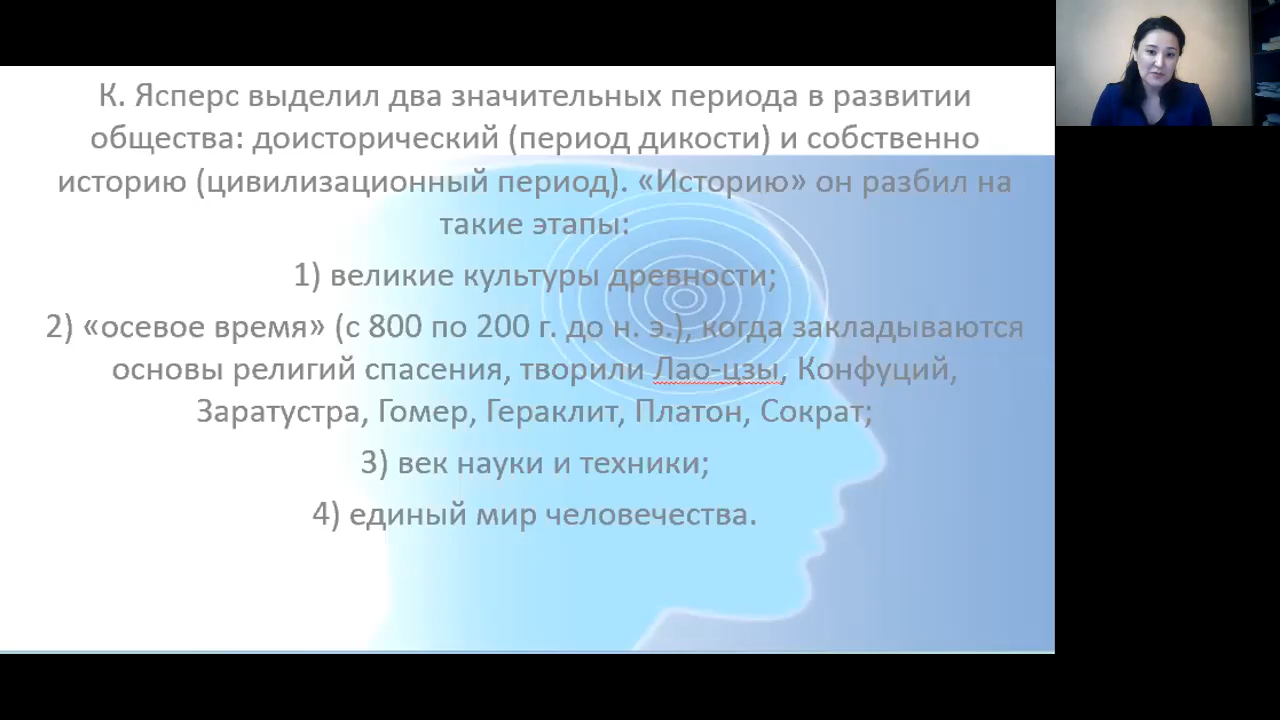 К. Ясперс выделил два значительных периода в развитии
общества: доисторический (период дикости) и собственно
историю (цивилизационный период). «Историю» он разбил на
такие этапы:
1) великие культуры древности;
2) «осевое время» (с 800 по 200 г. до н. э.), когда закладываются
основы религий спасения, творили Лао-цзы, Конфуций,
Заратустра, Гомер, Гераклит, Платон, Сократ;
3) век науки и техники;
4) единый мир человечества.